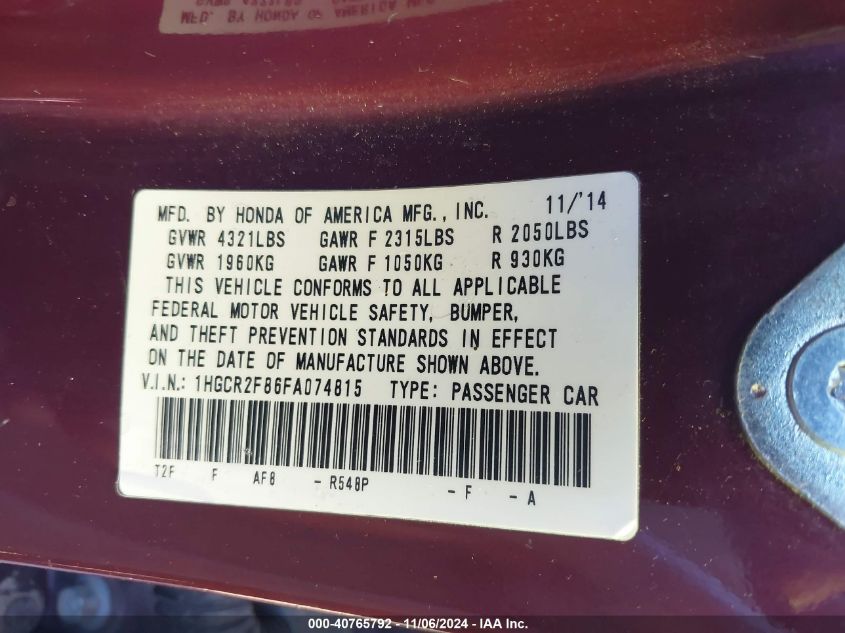 MFD. BY HONDA OF AMERICA MFG., INC. 11/'14
GVWR 4321LBS GAWR F 2315LBS R 2050LBS
GVWR 1960KG GAWR F 1050KG R 930KG
THIS VEHICLE CONFORMS TO ALL APPLICABLE
FEDERAL MOTOR VEHICLE SAFETY, BUMPER,
AND THEFT PREVENTION STANDARDS IN EFFECT
ON THE DATE OF MANUFACTURE SHOWN ABOVE.
V.I.N.: 1HGCR2F86FA074815 TYPE: PASSENGER CAR
T2F F AF8 - R548P - F - A
000-40765792 - 11/06/2024 - IAA Inc.